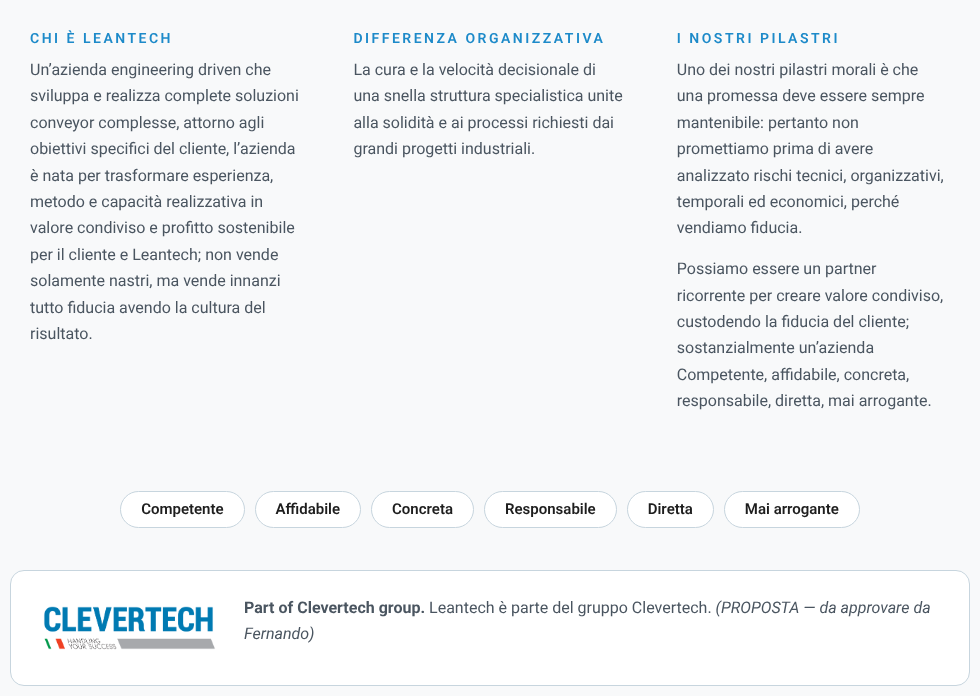 CHI È LEANTECH
Un’azienda engineering driven che
sviluppa e realizza complete soluzioni
conveyor complesse, attorno agli
obiettivi specifici del cliente, l’azienda
è nata per trasformare esperienza,
metodo e capacità realizzativa in
valore condiviso e profitto sostenibile
per il cliente e Leantech; non vende
solamente nastri, ma vende innanzi
tutto fiducia avendo la cultura del
risultato.
DIFFERENZA ORGANIZZATIVA
La cura e la velocità decisionale di
una snella struttura specialistica unite
alla solidità e ai processi richiesti dai
grandi progetti industriali.
I NOSTRI PILASTRI
Uno dei nostri pilastri morali è che
una promessa deve essere sempre
mantenibile: pertanto non
promettiamo prima di avere
analizzato rischi tecnici, organizzativi,
temporali ed economici, perché
vendiamo fiducia.
Possiamo essere un partner
ricorrente per creare valore condiviso,
custodendo la fiducia del cliente;
sostanzialmente un’azienda
Competente, affidabile, concreta,
responsabile, diretta, mai arrogante.
Competente
Affidabile
Concreta
Responsabile
Diretta
Mai arrogante
CLEVERTECH
HANDLING
YOUR SUCCESS
Part of Clevertech group. Leantech è parte del gruppo Clevertech. (PROPOSTA — da approvare da
Fernando)